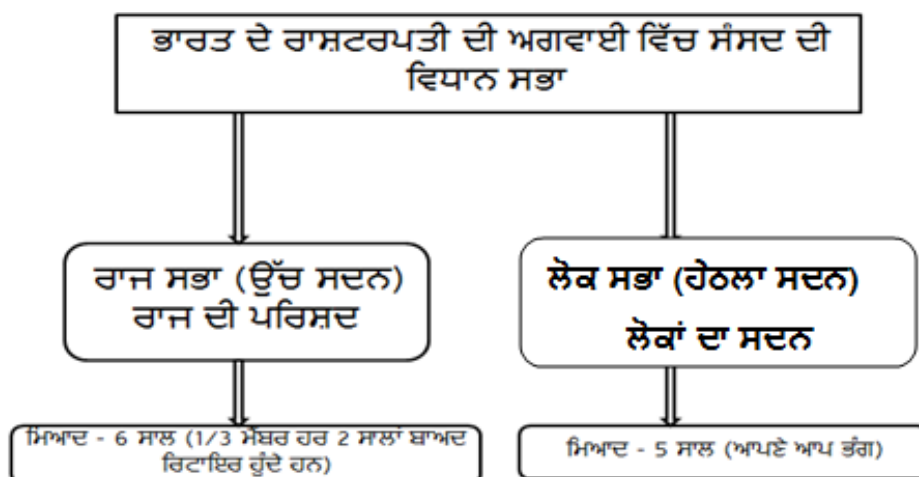 ਭਾਰਤ ਦੇ ਰਾਸ਼ਟਰਪਤੀ ਦੀ ਅਗਵਾਈ ਵਿੱਚ ਸੰਸਦ ਦੀ
ਵਿਧਾਨ ਸਭਾ
ਰਾਜ ਸਭਾ (ਉੱਚ ਸਦਨ)
ਰਾਜ ਦੀ ਪਰਿਸ਼ਦ
ਲੋਕ ਸਭਾ (ਹੇਠਲਾ ਸਦਨ)
ਲੋਕਾਂ ਦਾ ਸਦਨ
ਮਿਆਦ - 6 ਸਾਲ (1/3 ਮੈਂਬਰ ਹਰ 2 ਸਾਲਾਂ ਬਾਅਦ
ਰਿਟਾਇਰ ਹੁੰਦੇ ਹਨ)
ਮਿਆਦ - 5 ਸਾਲ (ਆਪਣੇ ਆਪ ਭੰਗ)